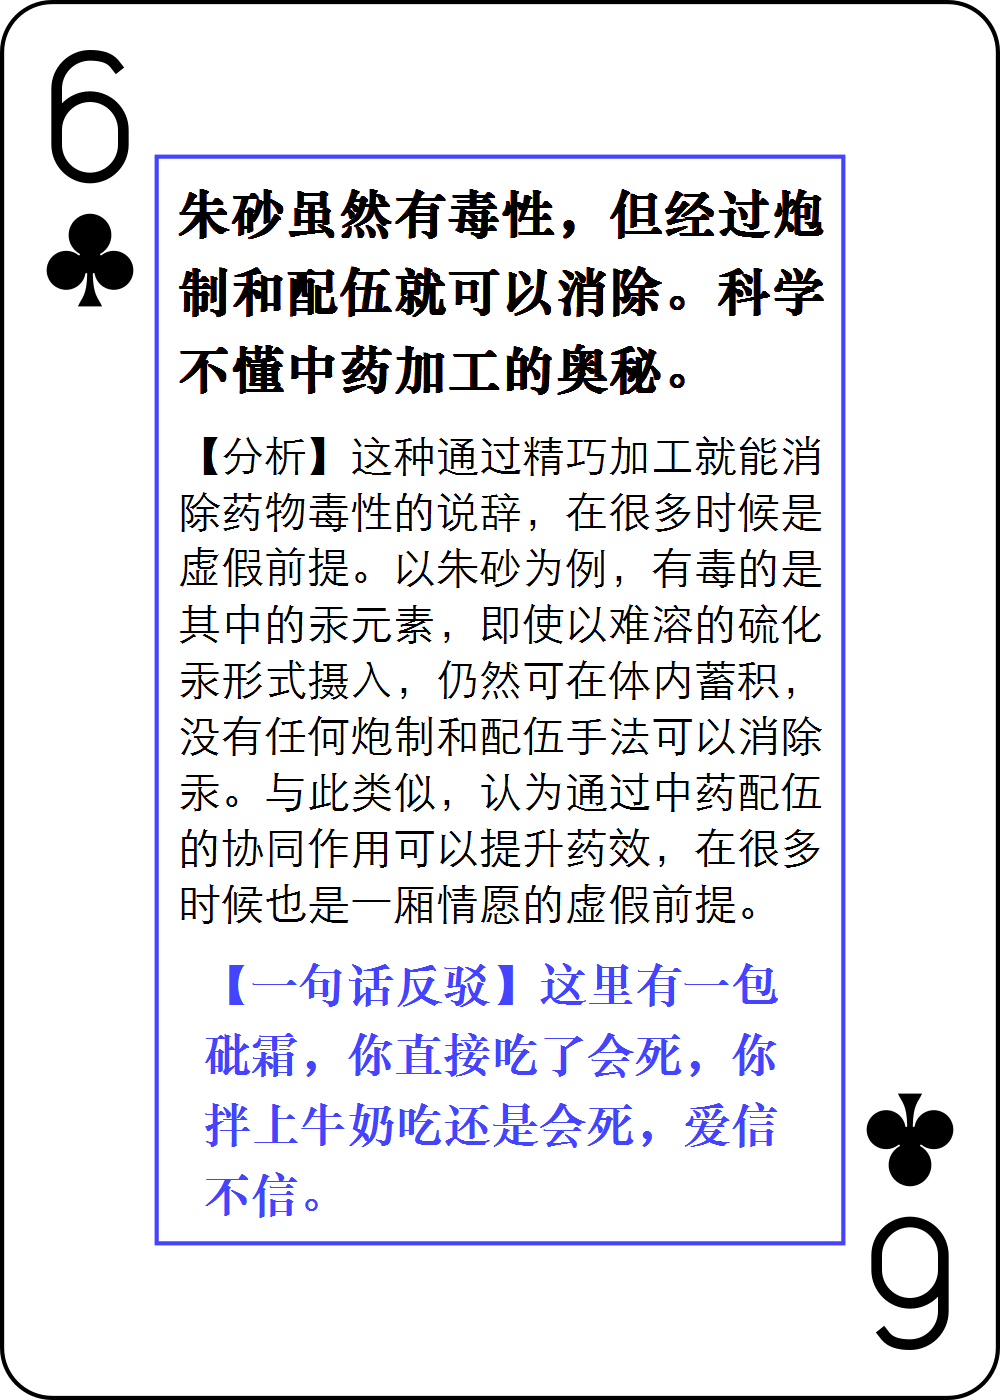 6
朱砂虽然有毒性，但经过炮
制和配伍就可以消除。科学
不懂中药加工的奥秘。
【分析】这种通过精巧加工就能消
除药物毒性的说辞，在很多时候是
虚假前提。以朱砂为例，有毒的是
其中的汞元素，即使以难溶的硫化
汞形式摄入，仍然可在体内蓄积，
没有任何炮制和配伍手法可以消除
汞。与此类似，认为通过中药配伍
的协同作用可以提升药效，在很多
时候也是一厢情愿的虚假前提。
【一句话反驳】这里有一包
砒霜，你直接吃了会死，你
拌上牛奶吃还是会死，爱信
不信。
6